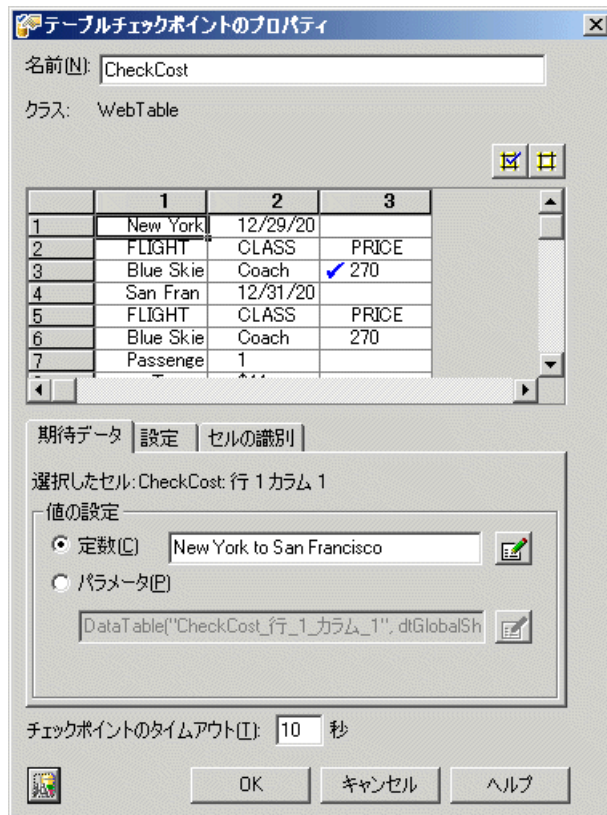 テーブルチェックポイントのプロパティ
名前(N): CheckCost
クラス: WebTable
1 2 3
1 New York 12/29/20
2 FLIGHT CLASS PRICE
3 Blue Skie Coach 270
4 San Fran 12/31/20
5 FLIGHT CLASS PRICE
6 Blue Skie Coach 270
7 Passenge 1
期待データ 設定 セルの識別
選択したセル: CheckCost: 行 1 カラム 1
値の設定
定数(C) New York to San Francisco
パラメータ(P)
DataTable("CheckCost_行_1_カラム_1", dtGlobalSh
チェックポイントのタイムアウト(T): 10 秒
OK キャンセル ヘルプ